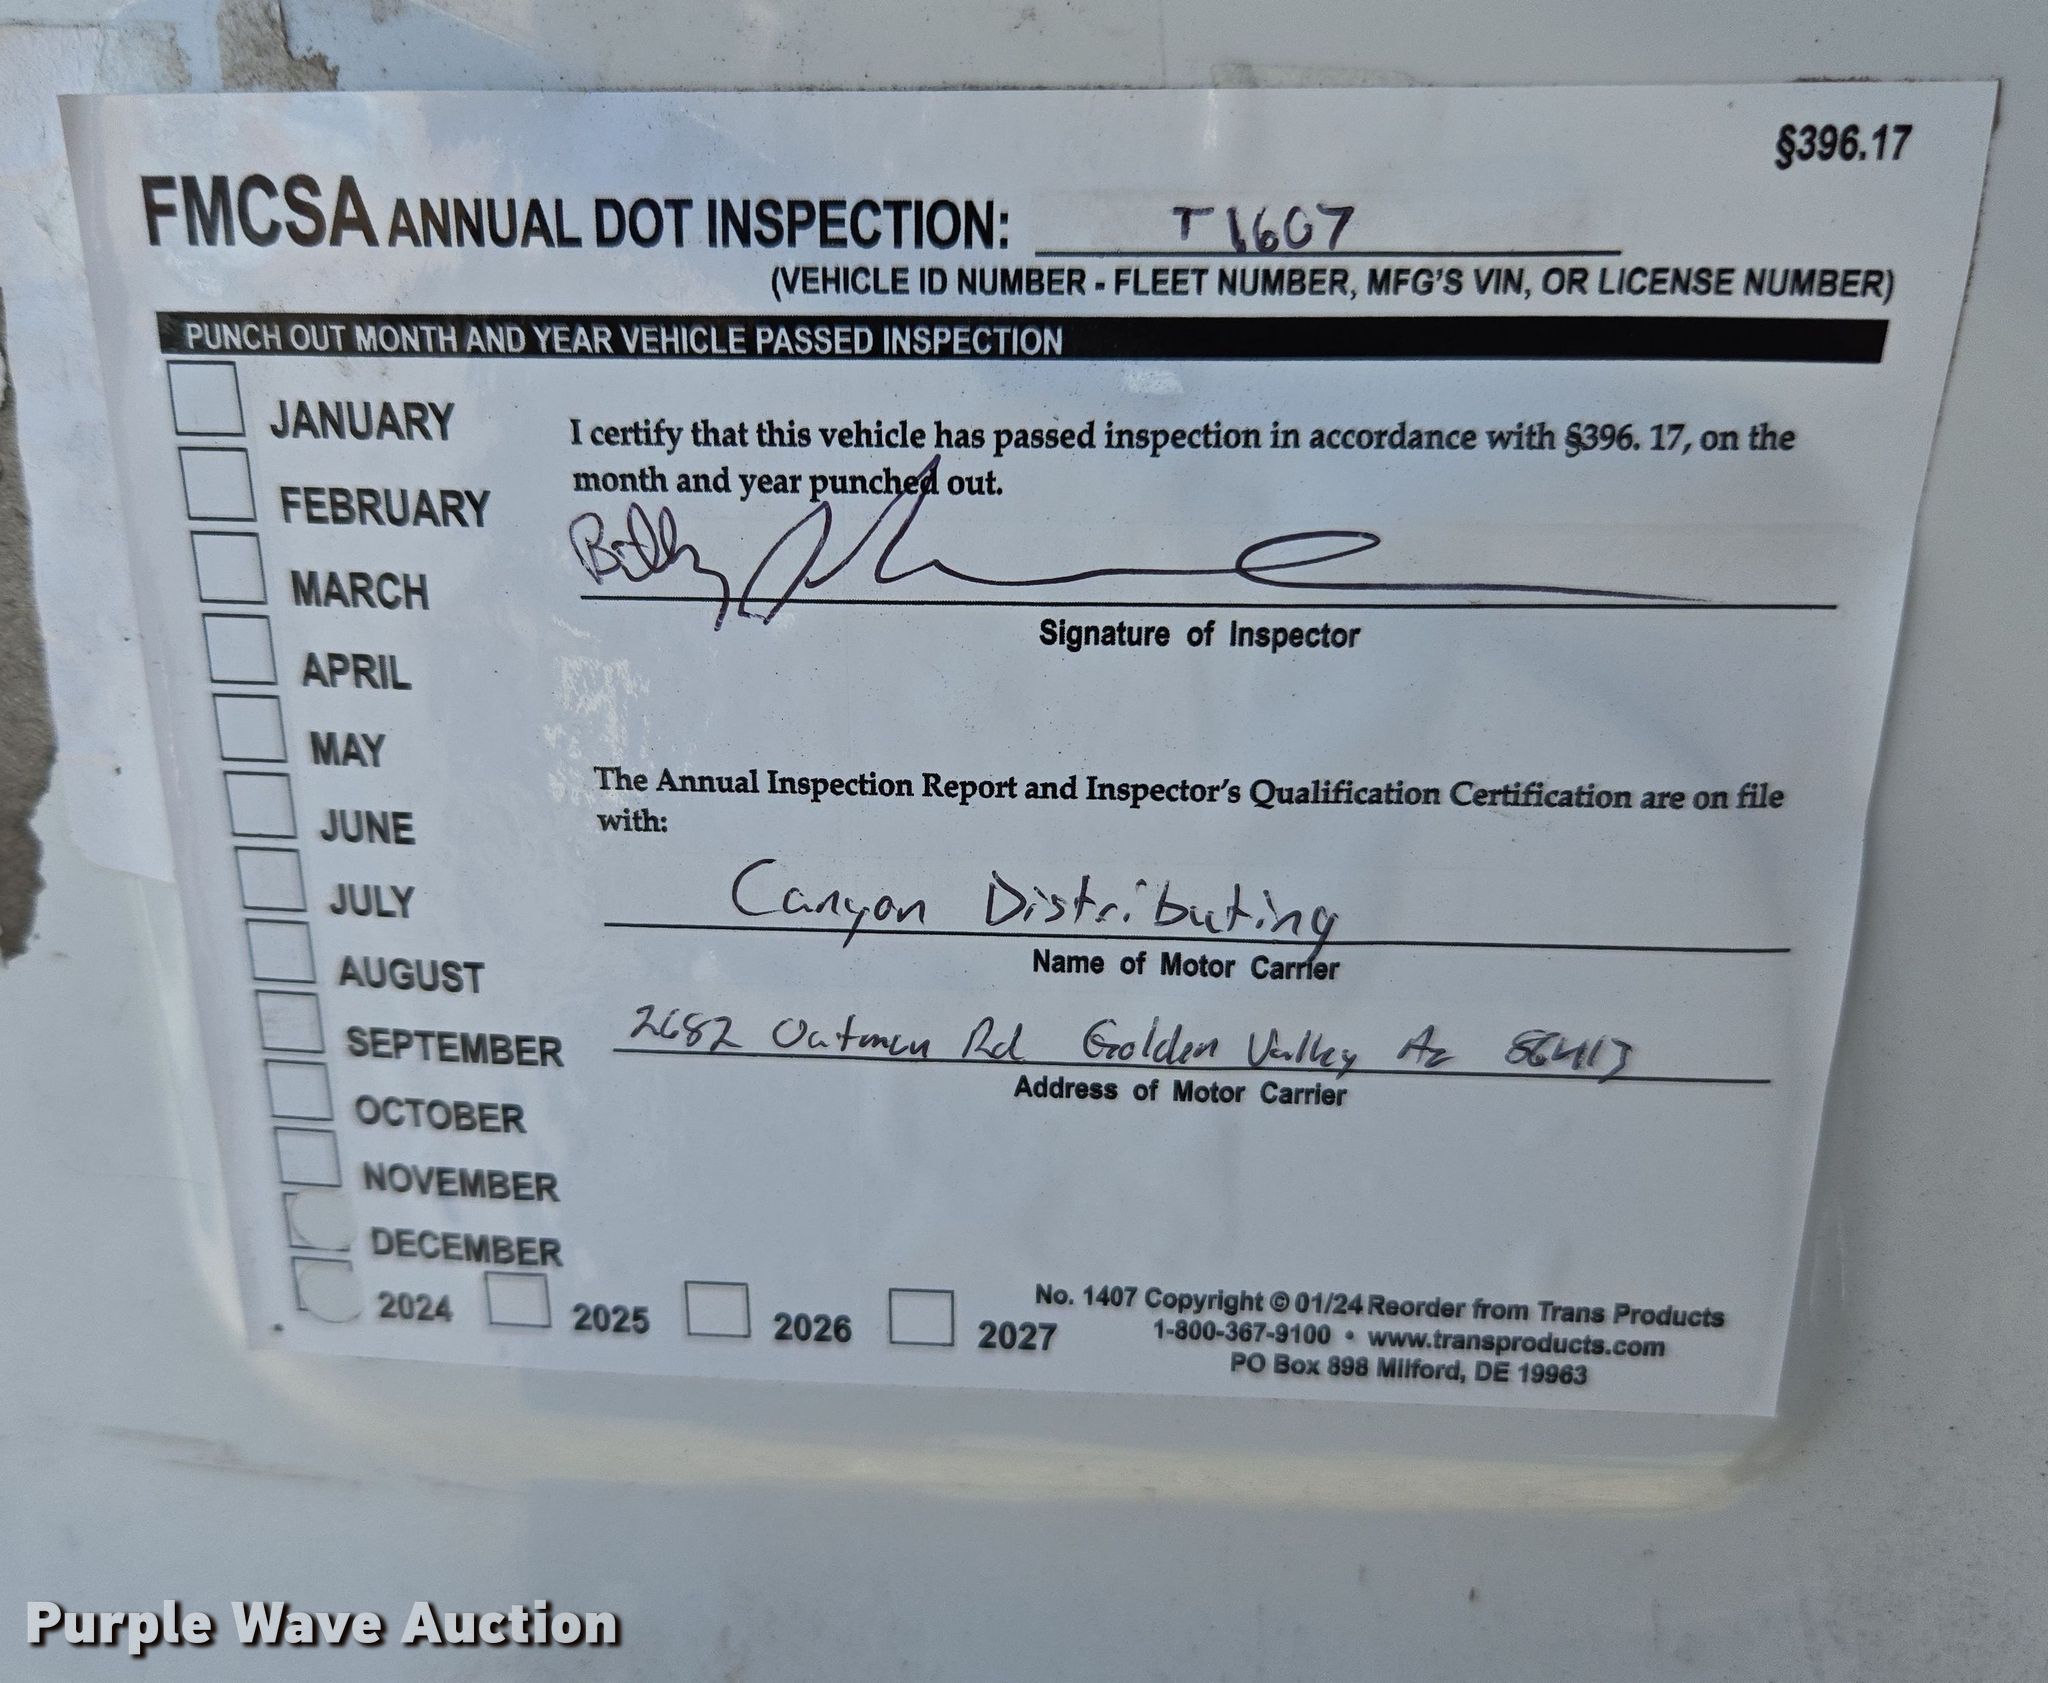 §396.17
FMCSA ANNUAL DOT INSPECTION: T1607
(VEHICLE ID NUMBER - FLEET NUMBER, MFG'S VIN, OR LICENSE NUMBER)
PUNCH OUT MONTH AND YEAR VEHICLE PASSED INSPECTION
JANUARY
FEBRUARY
MARCH
APRIL
MAY
JUNE
JULY
AUGUST
SEPTEMBER
OCTOBER
NOVEMBER
DECEMBER
2024 2025 2026 2027
I certify that this vehicle has passed inspection in accordance with §396. 17, on the
month and year punched out.
Billy
Signature of Inspector
The Annual Inspection Report and Inspector's Qualification Certification are on file
with:
Canyon Distributing
Name of Motor Carrier
2682 Oatman Rd Golden Valley Az 86413
Address of Motor Carrier
No. 1407 Copyright © 01/24 Reorder from Trans Products
1-800-367-9100 • www.transproducts.com
PO Box 898 Milford, DE 19963
Purple Wave Auction